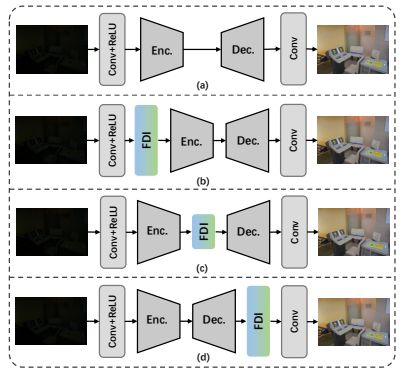 Conv+ReLU Enc. Dec. Conv
(a)
Conv+ReLU FDI Enc. Dec. Conv
(b)
Conv+ReLU Enc. FDI Dec. Conv
(c)
Conv+ReLU Enc. Dec. FDI Conv
(d)